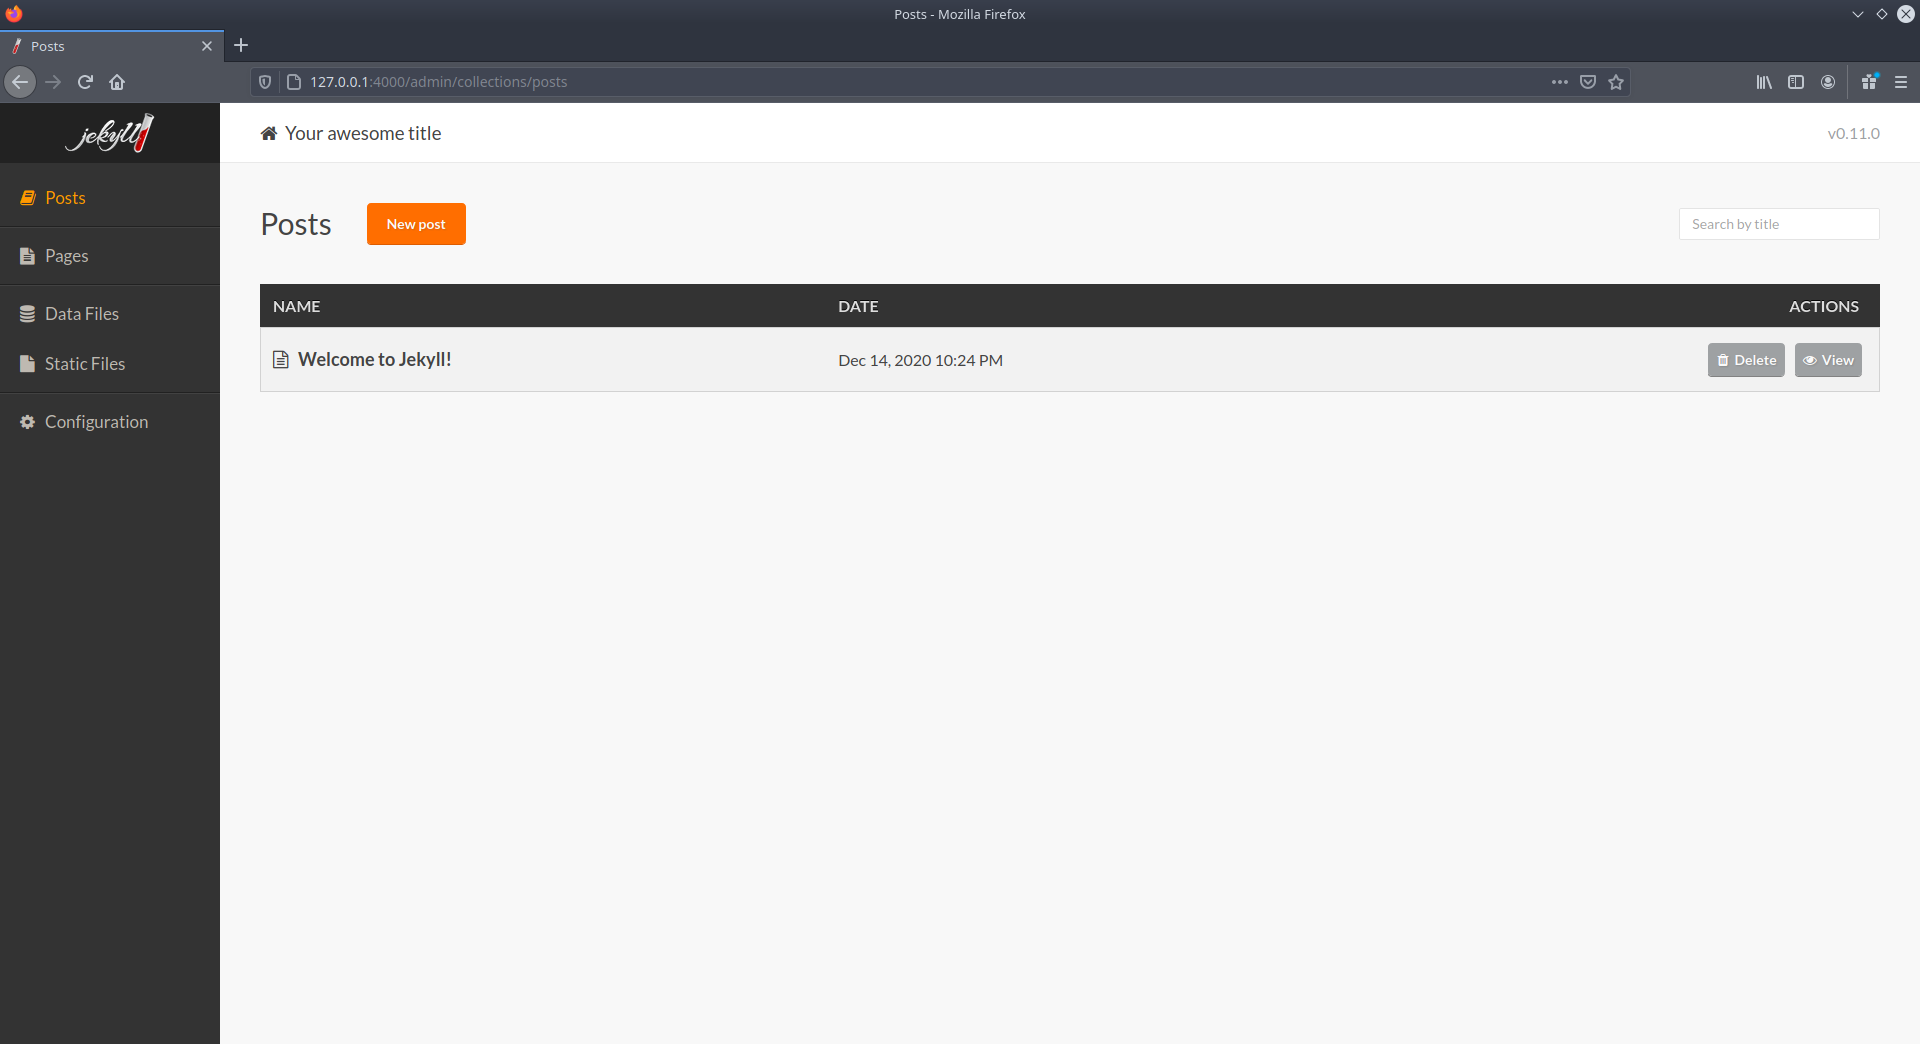 Posts - Mozilla Firefox
Posts
127.0.0.1:4000/admin/collections/posts
jekyll
Your awesome title
v0.11.0
Posts
Pages
Data Files
Static Files
Configuration
Posts
New post
Search by title
NAME DATE ACTIONS
Welcome to Jekyll! Dec 14, 2020 10:24 PM Delete View